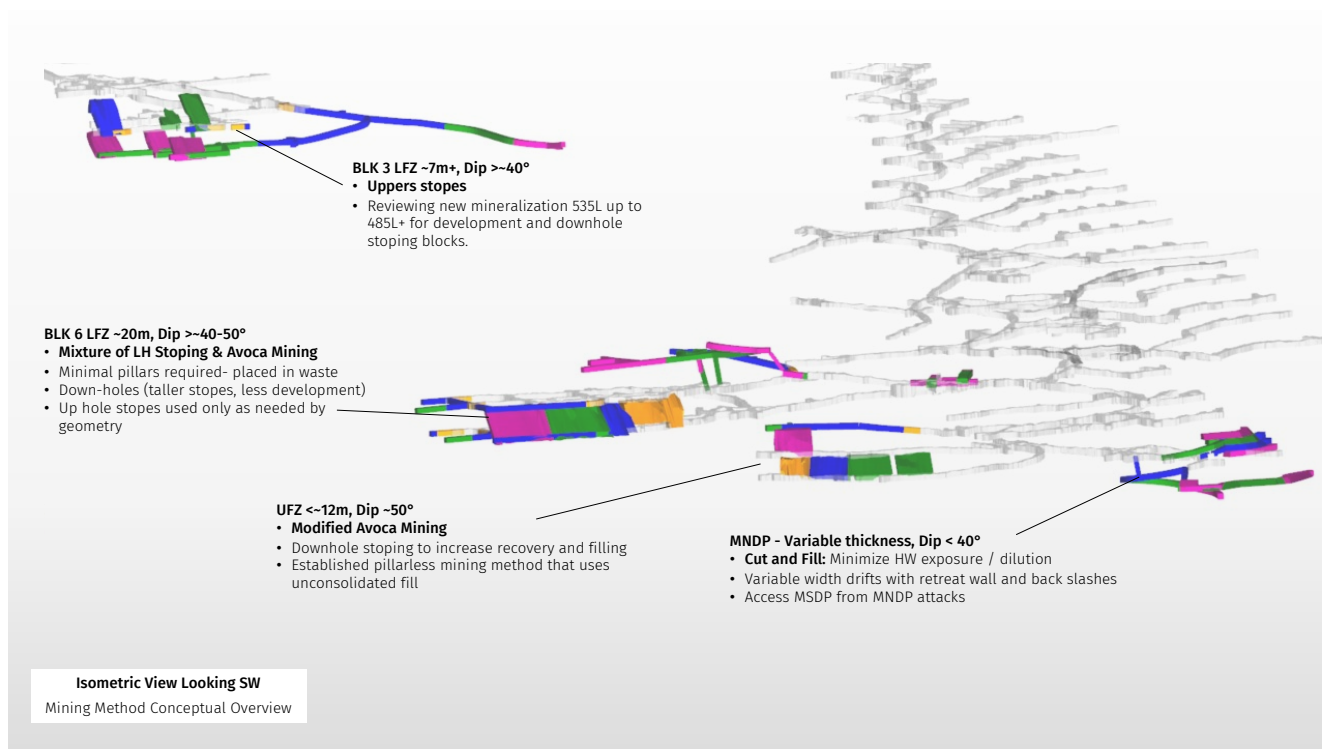 BLK 3 LFZ ~7m+, Dip >~40°
• Uppers stopes
• Reviewing new mineralization 535L up to
485L+ for development and downhole
stoping blocks.
BLK 6 LFZ ~20m, Dip >~40-50°
• Mixture of LH Stoping & Avoca Mining
• Minimal pillars required- placed in waste
• Down-holes (taller stopes, less development)
• Up hole stopes used only as needed by
geometry
UFZ <~12m, Dip ~50°
• Modified Avoca Mining
• Downhole stoping to increase recovery and filling
• Established pillarless mining method that uses
unconsolidated fill
MNDP - Variable thickness, Dip < 40°
• Cut and Fill: Minimize HW exposure / dilution
• Variable width drifts with retreat wall and back slashes
• Access MSDP from MNDP attacks
Isometric View Looking SW
Mining Method Conceptual Overview